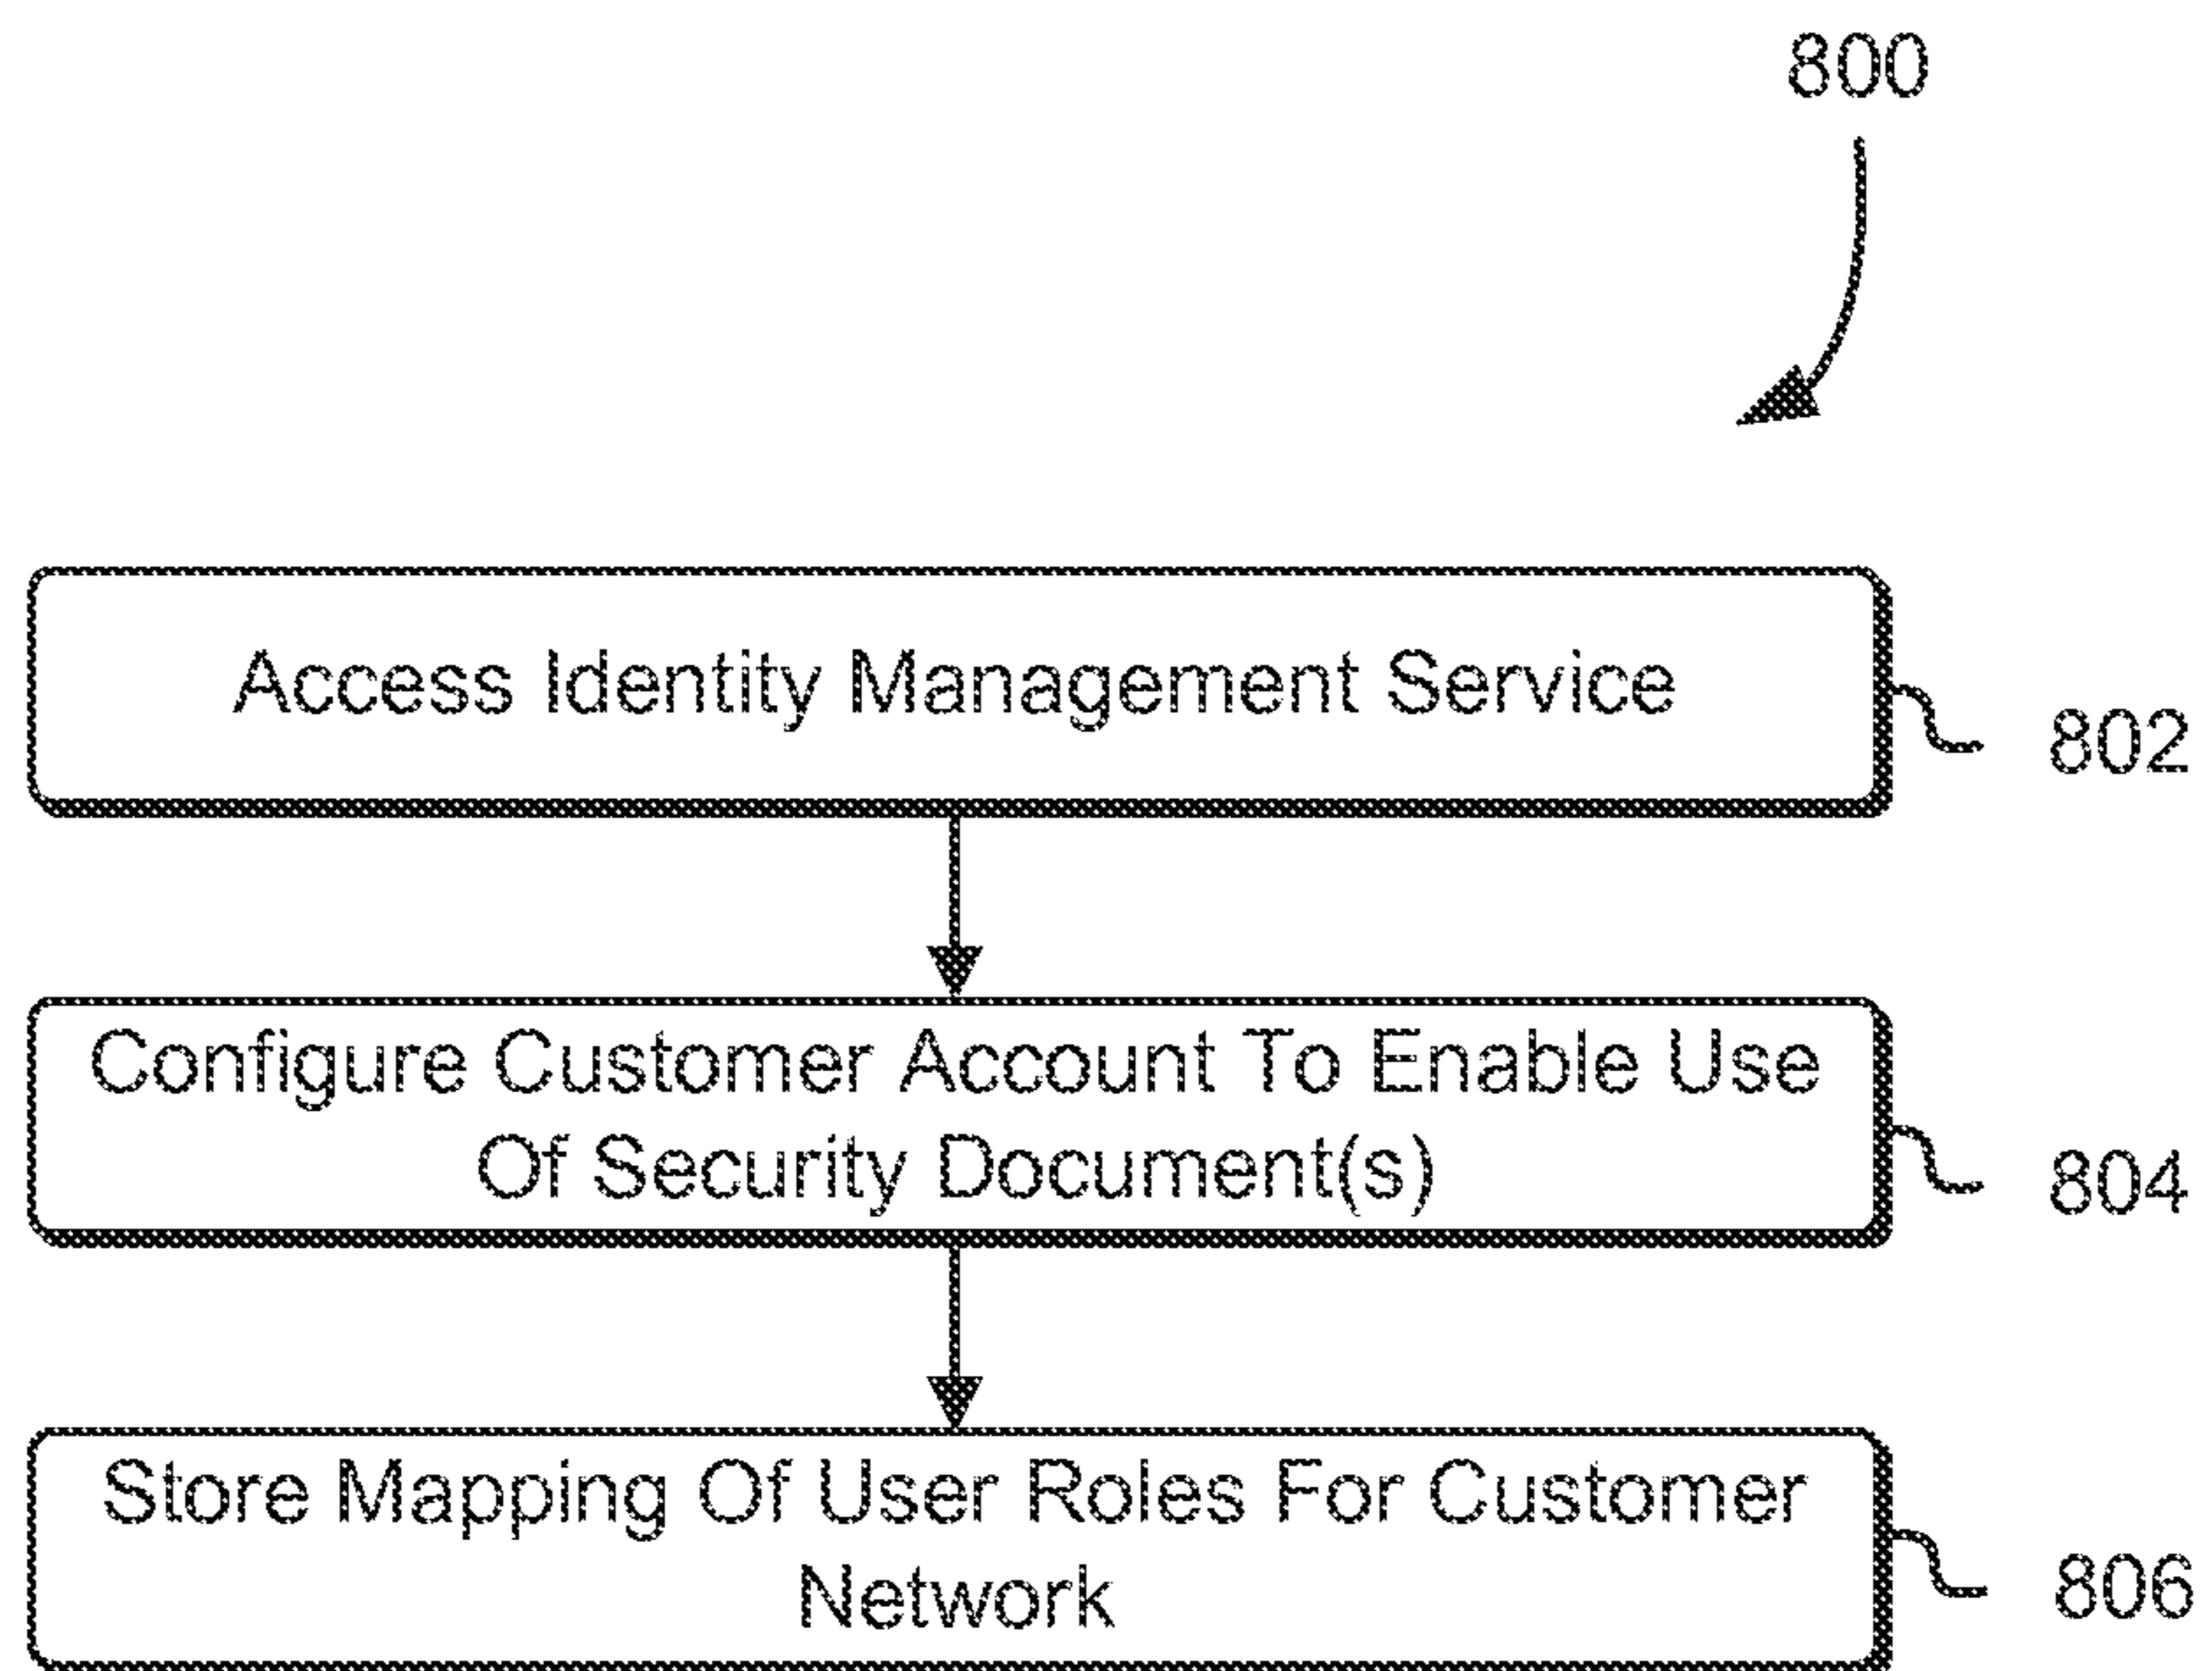 800
Access Identity Management Service
802
Configure Customer Account To Enable Use
Of Security Document(s)
804
Store Mapping Of User Roles For Customer
Network
806